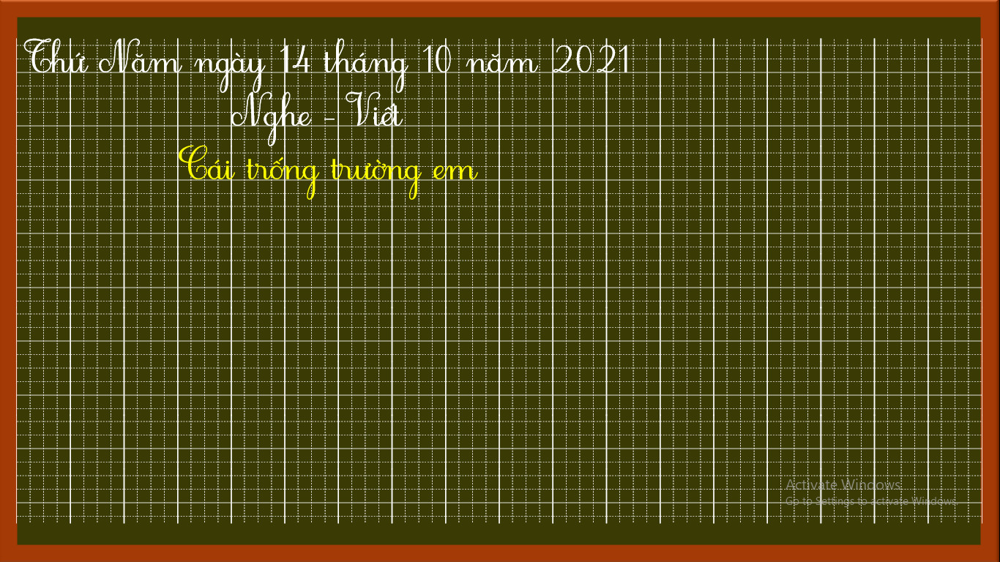 Thứ Năm ngày 14 tháng 10 năm 2021
Nghe - Viết
Cái trống trường em
Activate Windows
Go to Settings to activate Windows.